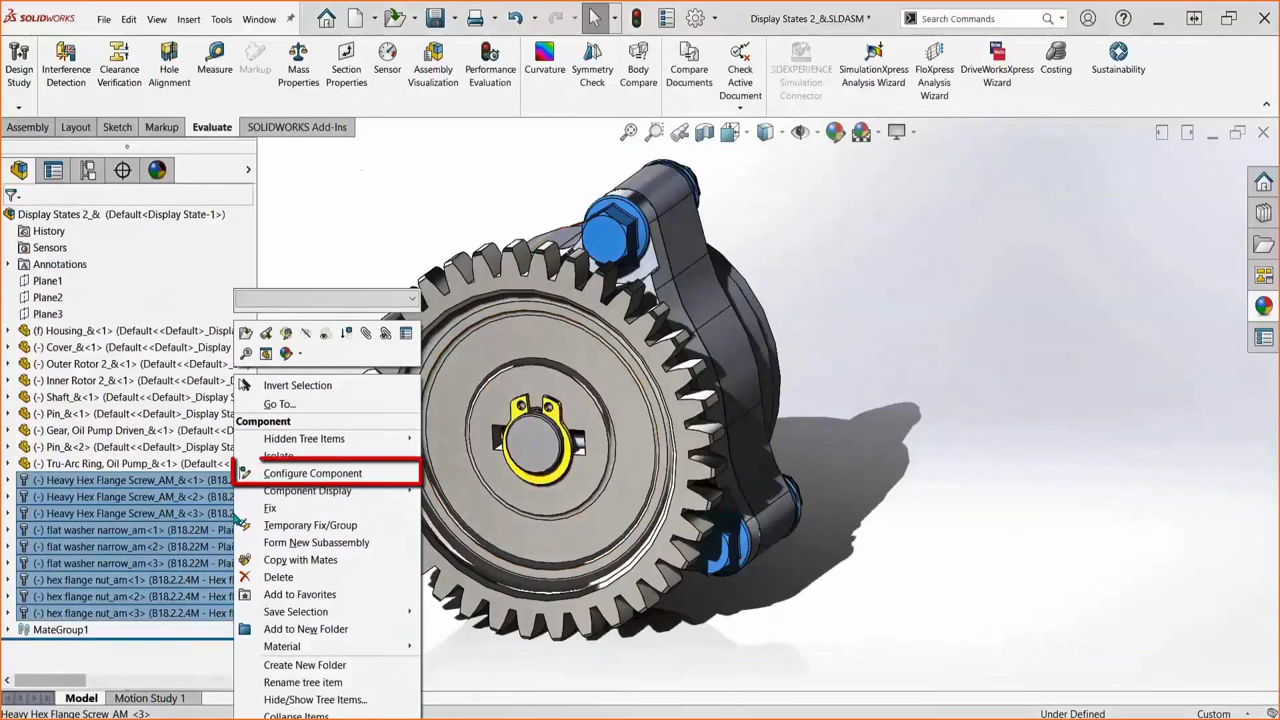 SOLIDWORKS File Edit View Insert Tools Window Display States 2_&.SLDASM * Search Commands
Design Study
Interference Detection
Clearance Verification
Hole Alignment
Measure
Markup
Mass Properties
Section Properties
Sensor
Assembly Visualization
Performance Evaluation
Curvature
Symmetry Check
Body Compare
Compare Documents
Check Active Document
3DEXPERIENCE Simulation Connector
SimulationXpress Analysis Wizard
FloXpress Analysis Wizard
DriveWorksXpress Wizard
Costing
Sustainability
Assembly Layout Sketch Markup Evaluate SOLIDWORKS Add-Ins
Display States 2_& (Default<Display State-1>)
History
Sensors
Annotations
Plane1
Plane2
Plane3
(f) Housing_&<1> (Default<<Default>_Disp
(-) Cover_&<1> (Default<<Default>_Display
(-) Outer Rotor 2_&<1> (Default<<Default>
(-) Inner Rotor 2_&<1> (Default<<Default>
(-) Shaft_&<1> (Default<<Default>_Display
(-) Pin_&<1> (Default<<Default>_Display S
(-) Gear, Oil Pump Driven_&<1> (Default<
(-) Pin_&<2> (Default<<Default>_Display S
(-) Tru-Arc Ring, Oil Pump_&<1> (Default<
(-) Heavy Hex Flange Screw_AM_&<1> (B18.
(-) Heavy Hex Flange Screw_AM_&<2> (B18.
(-) Heavy Hex Flange Screw_AM_&<3> (B18.
(-) flat washer narrow_am<1> (B18.22M - Plai
(-) flat washer narrow_am<2> (B18.22M - Plai
(-) flat washer narrow_am<3> (B18.22M - Plai
(-) hex flange nut_am<1> (B18.2.2.4M - Hex f
(-) hex flange nut_am<2> (B18.2.2.4M - Hex f
(-) hex flange nut_am<3> (B18.2.2.4M - Hex f
MateGroup1
Invert Selection
Go To...
Component
Hidden Tree Items
Isolate
Configure Component
Component Display
Fix
Temporary Fix/Group
Form New Subassembly
Copy with Mates
Delete
Add to Favorites
Save Selection
Add to New Folder
Material
Create New Folder
Rename tree item
Hide/Show Tree Items...
Collapse Items
Model Motion Study 1
Heavy Hex Flange Screw_AM <3> Under Defined Custom